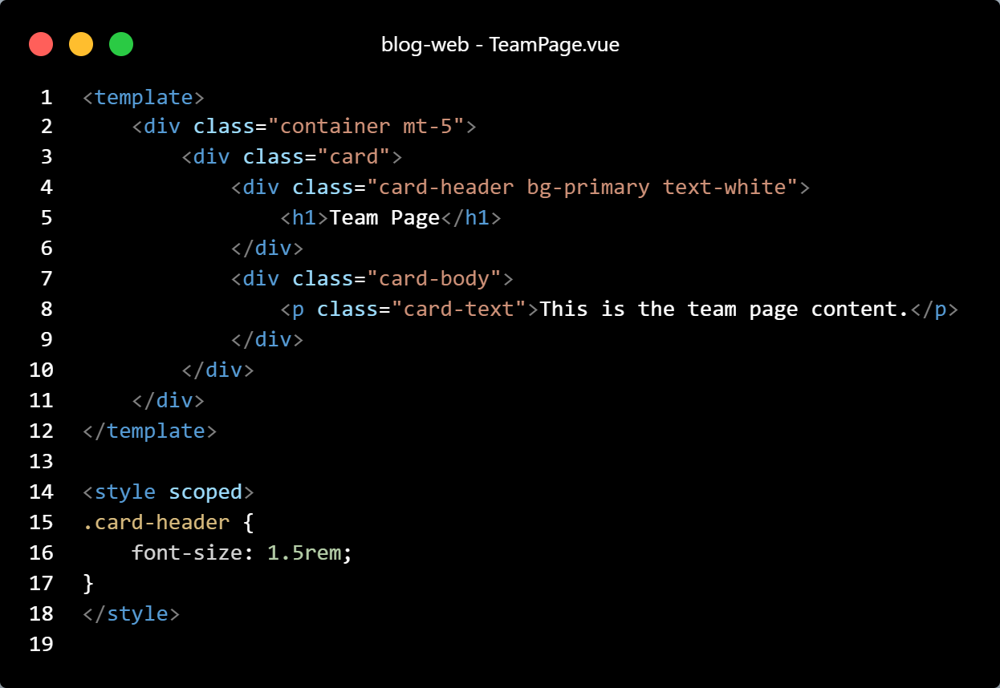 blog-web - TeamPage.vue
1 <template>
2     <div class="container mt-5">
3         <div class="card">
4             <div class="card-header bg-primary text-white">
5                 <h1>Team Page</h1>
6             </div>
7             <div class="card-body">
8                 <p class="card-text">This is the team page content.</p>
9             </div>
10         </div>
11     </div>
12 </template>
13
14 <style scoped>
15 .card-header {
16     font-size: 1.5rem;
17 }
18 </style>
19